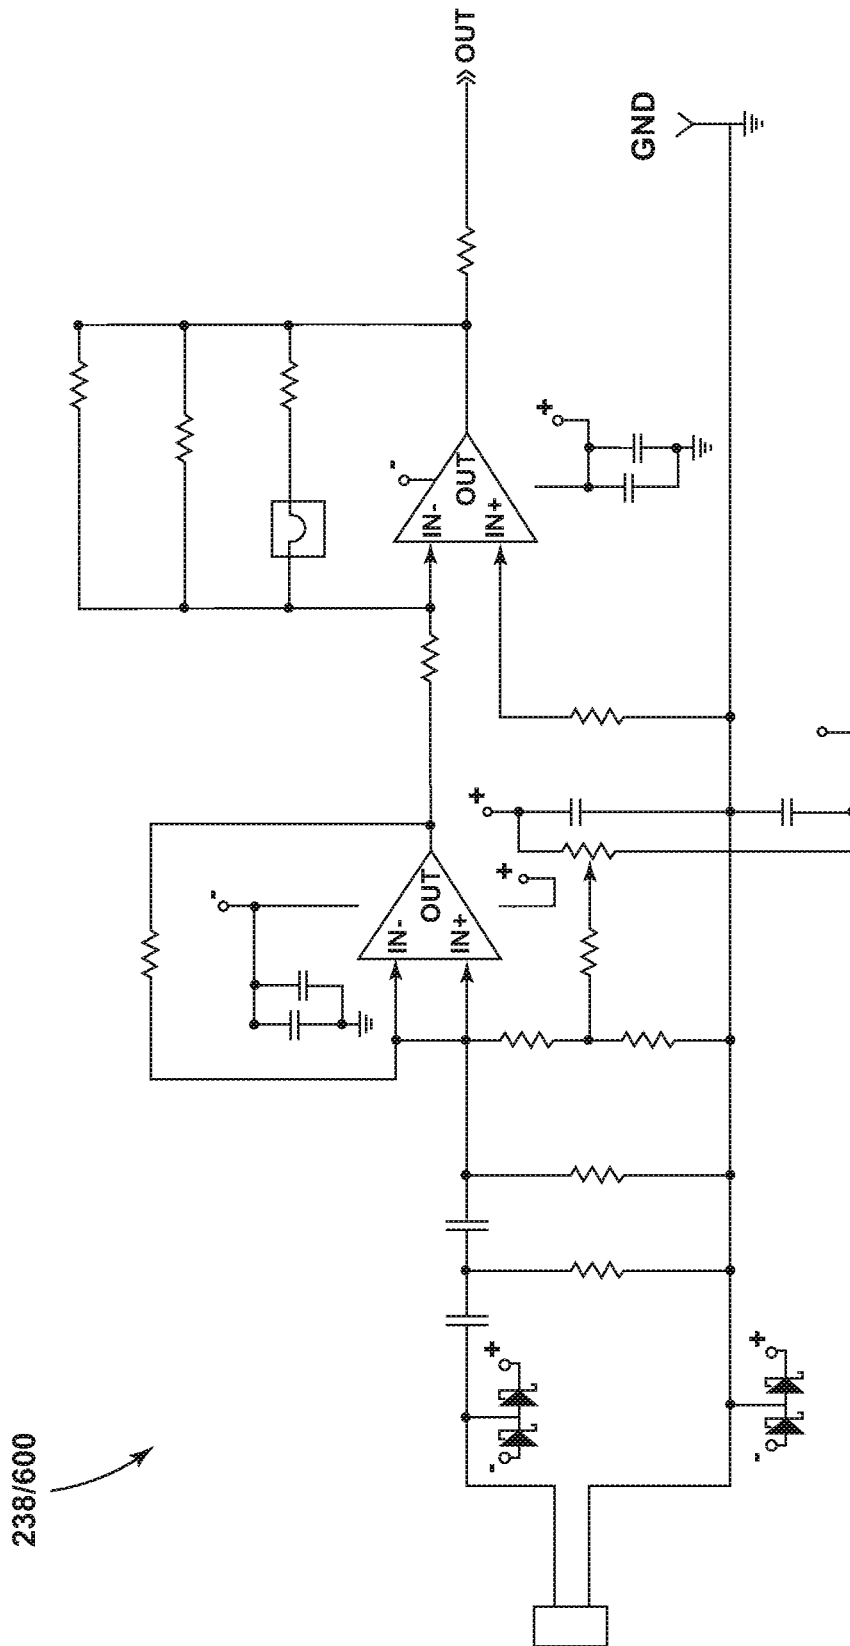 238/600
-
+
-
+
-
IN-
IN+
OUT
+
+
-
IN-
IN+
OUT
+
OUT
GND